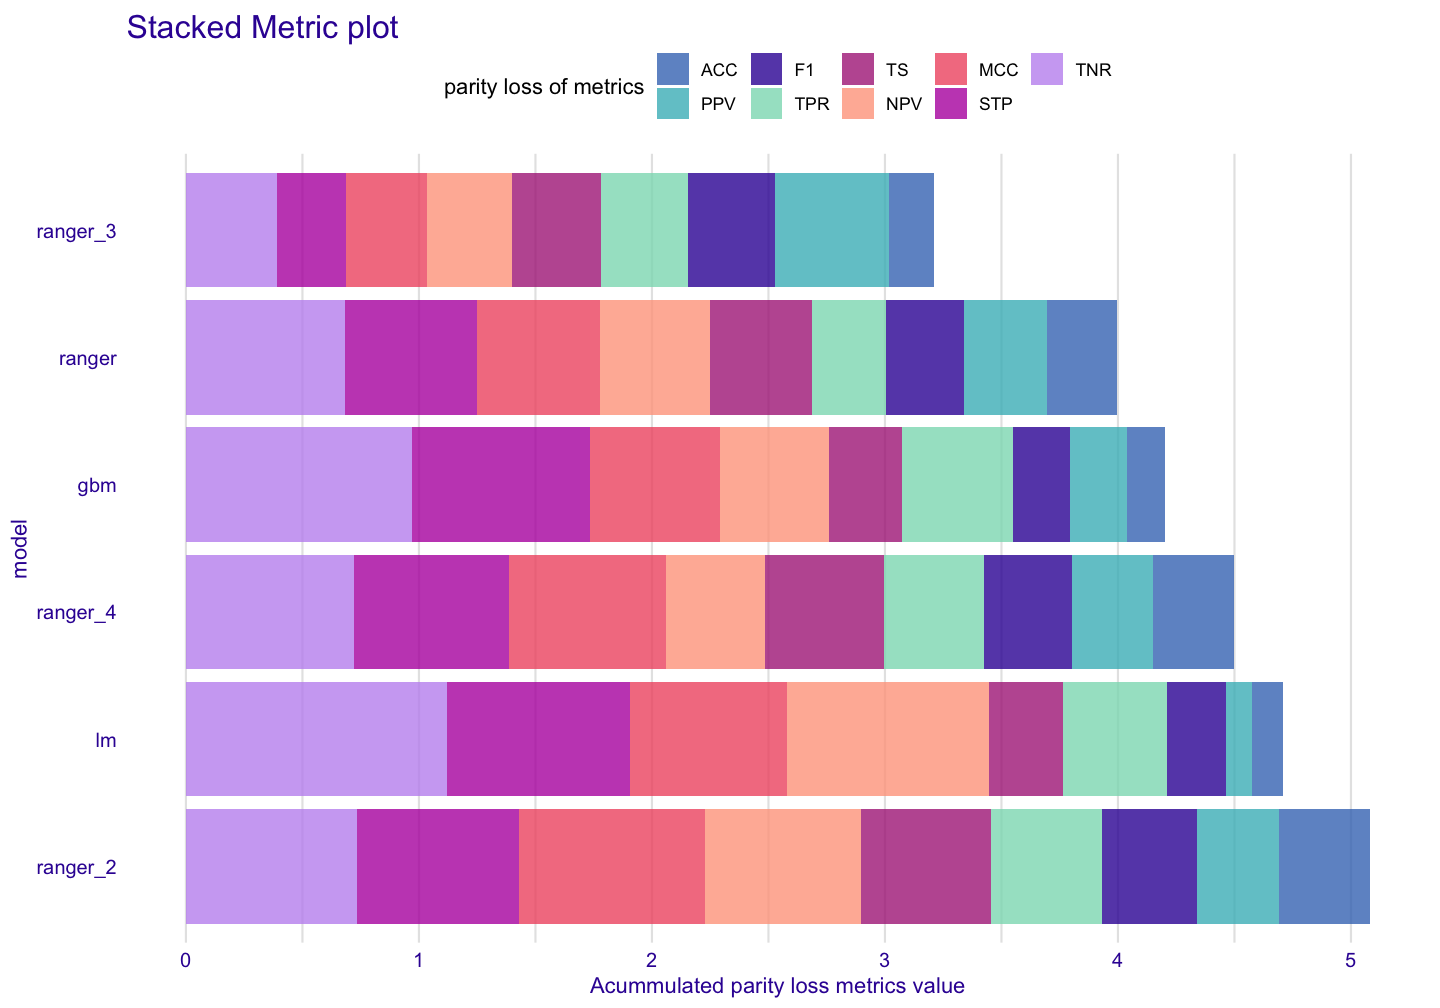 Stacked Metric plot
parity loss of metrics
ACC F1 TS MCC TNR
PPV TPR NPV STP
model
ranger_3
ranger
gbm
ranger_4
lm
ranger_2
0 1 2 3 4 5
Acummulated parity loss metrics value